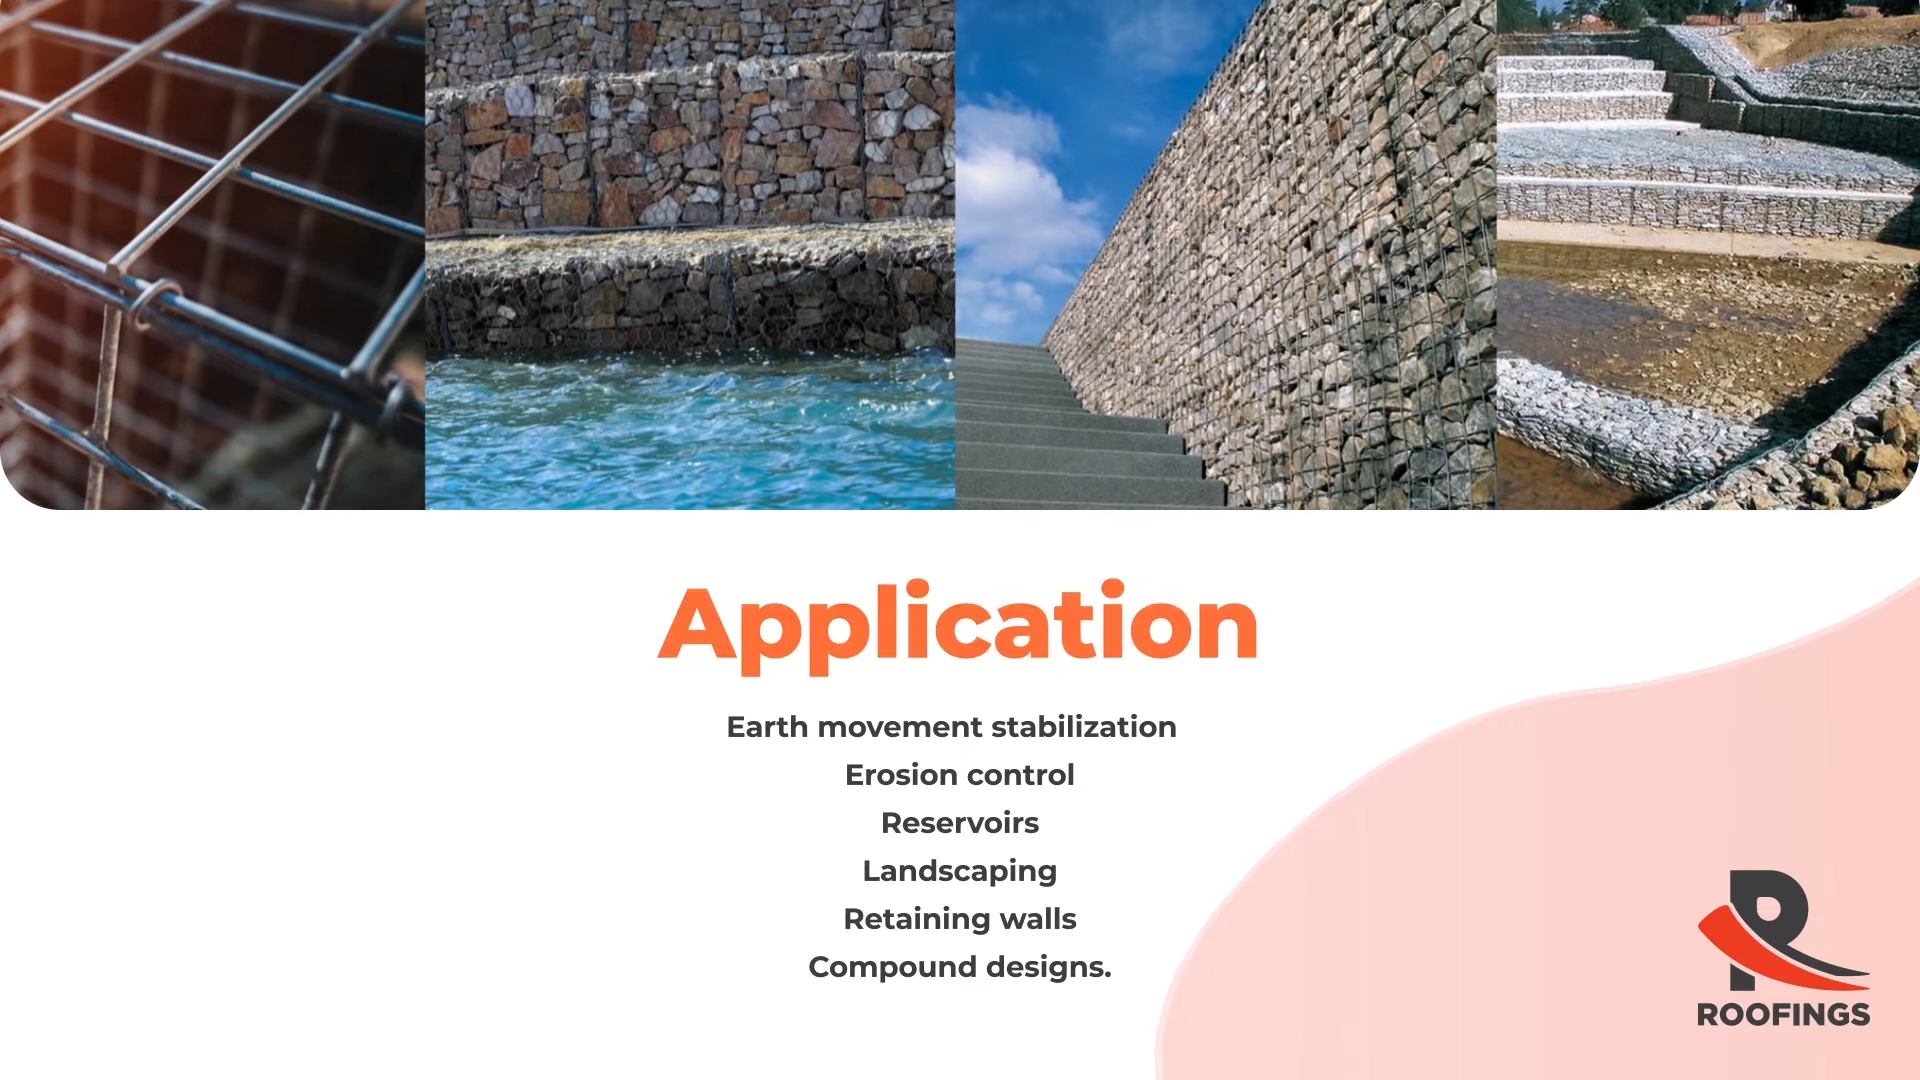 Application
Earth movement stabilization
Erosion control
Reservoirs
Landscaping
Retaining walls
Compound designs.
ROOFINGS